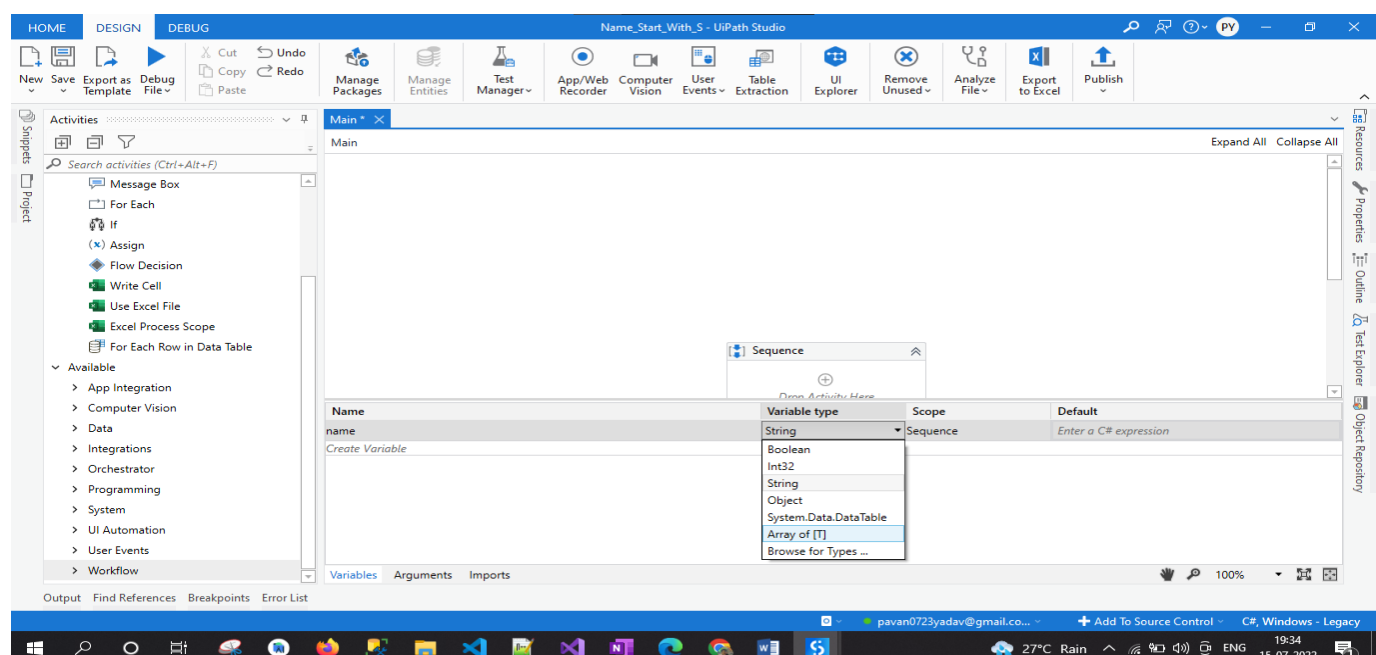 HOME DESIGN DEBUG Name_Start_With_S - UiPath Studio PY
New Save Export as Template Debug File Cut Copy Paste Undo Redo Manage Packages Manage Entities Test Manager App/Web Recorder Computer Vision User Events Table Extraction UI Explorer Remove Unused Analyze File Export to Excel Publish
Snippets
Project
Activities
Search activities (Ctrl+Alt+F)
Message Box
For Each
If
(x) Assign
Flow Decision
Write Cell
Use Excel File
Excel Process Scope
For Each Row in Data Table
Available
App Integration
Computer Vision
Data
Integrations
Orchestrator
Programming
System
UI Automation
User Events
Workflow
Main *
Main Expand All Collapse All
Sequence
Drop Activity Here
Name Variable type Scope Default
name String Sequence Enter a C# expression
Create Variable
Boolean
Int32
String
Object
System.Data.DataTable
Array of [T]
Browse for Types ...
Variables Arguments Imports 100%
Resources
Properties
Outline
Test Explorer
Object Repository
Output Find References Breakpoints Error List
pavan0723yadav@gmail.co... Add To Source Control C#, Windows - Legacy
27°C Rain ENG 19:34
15-07-2022